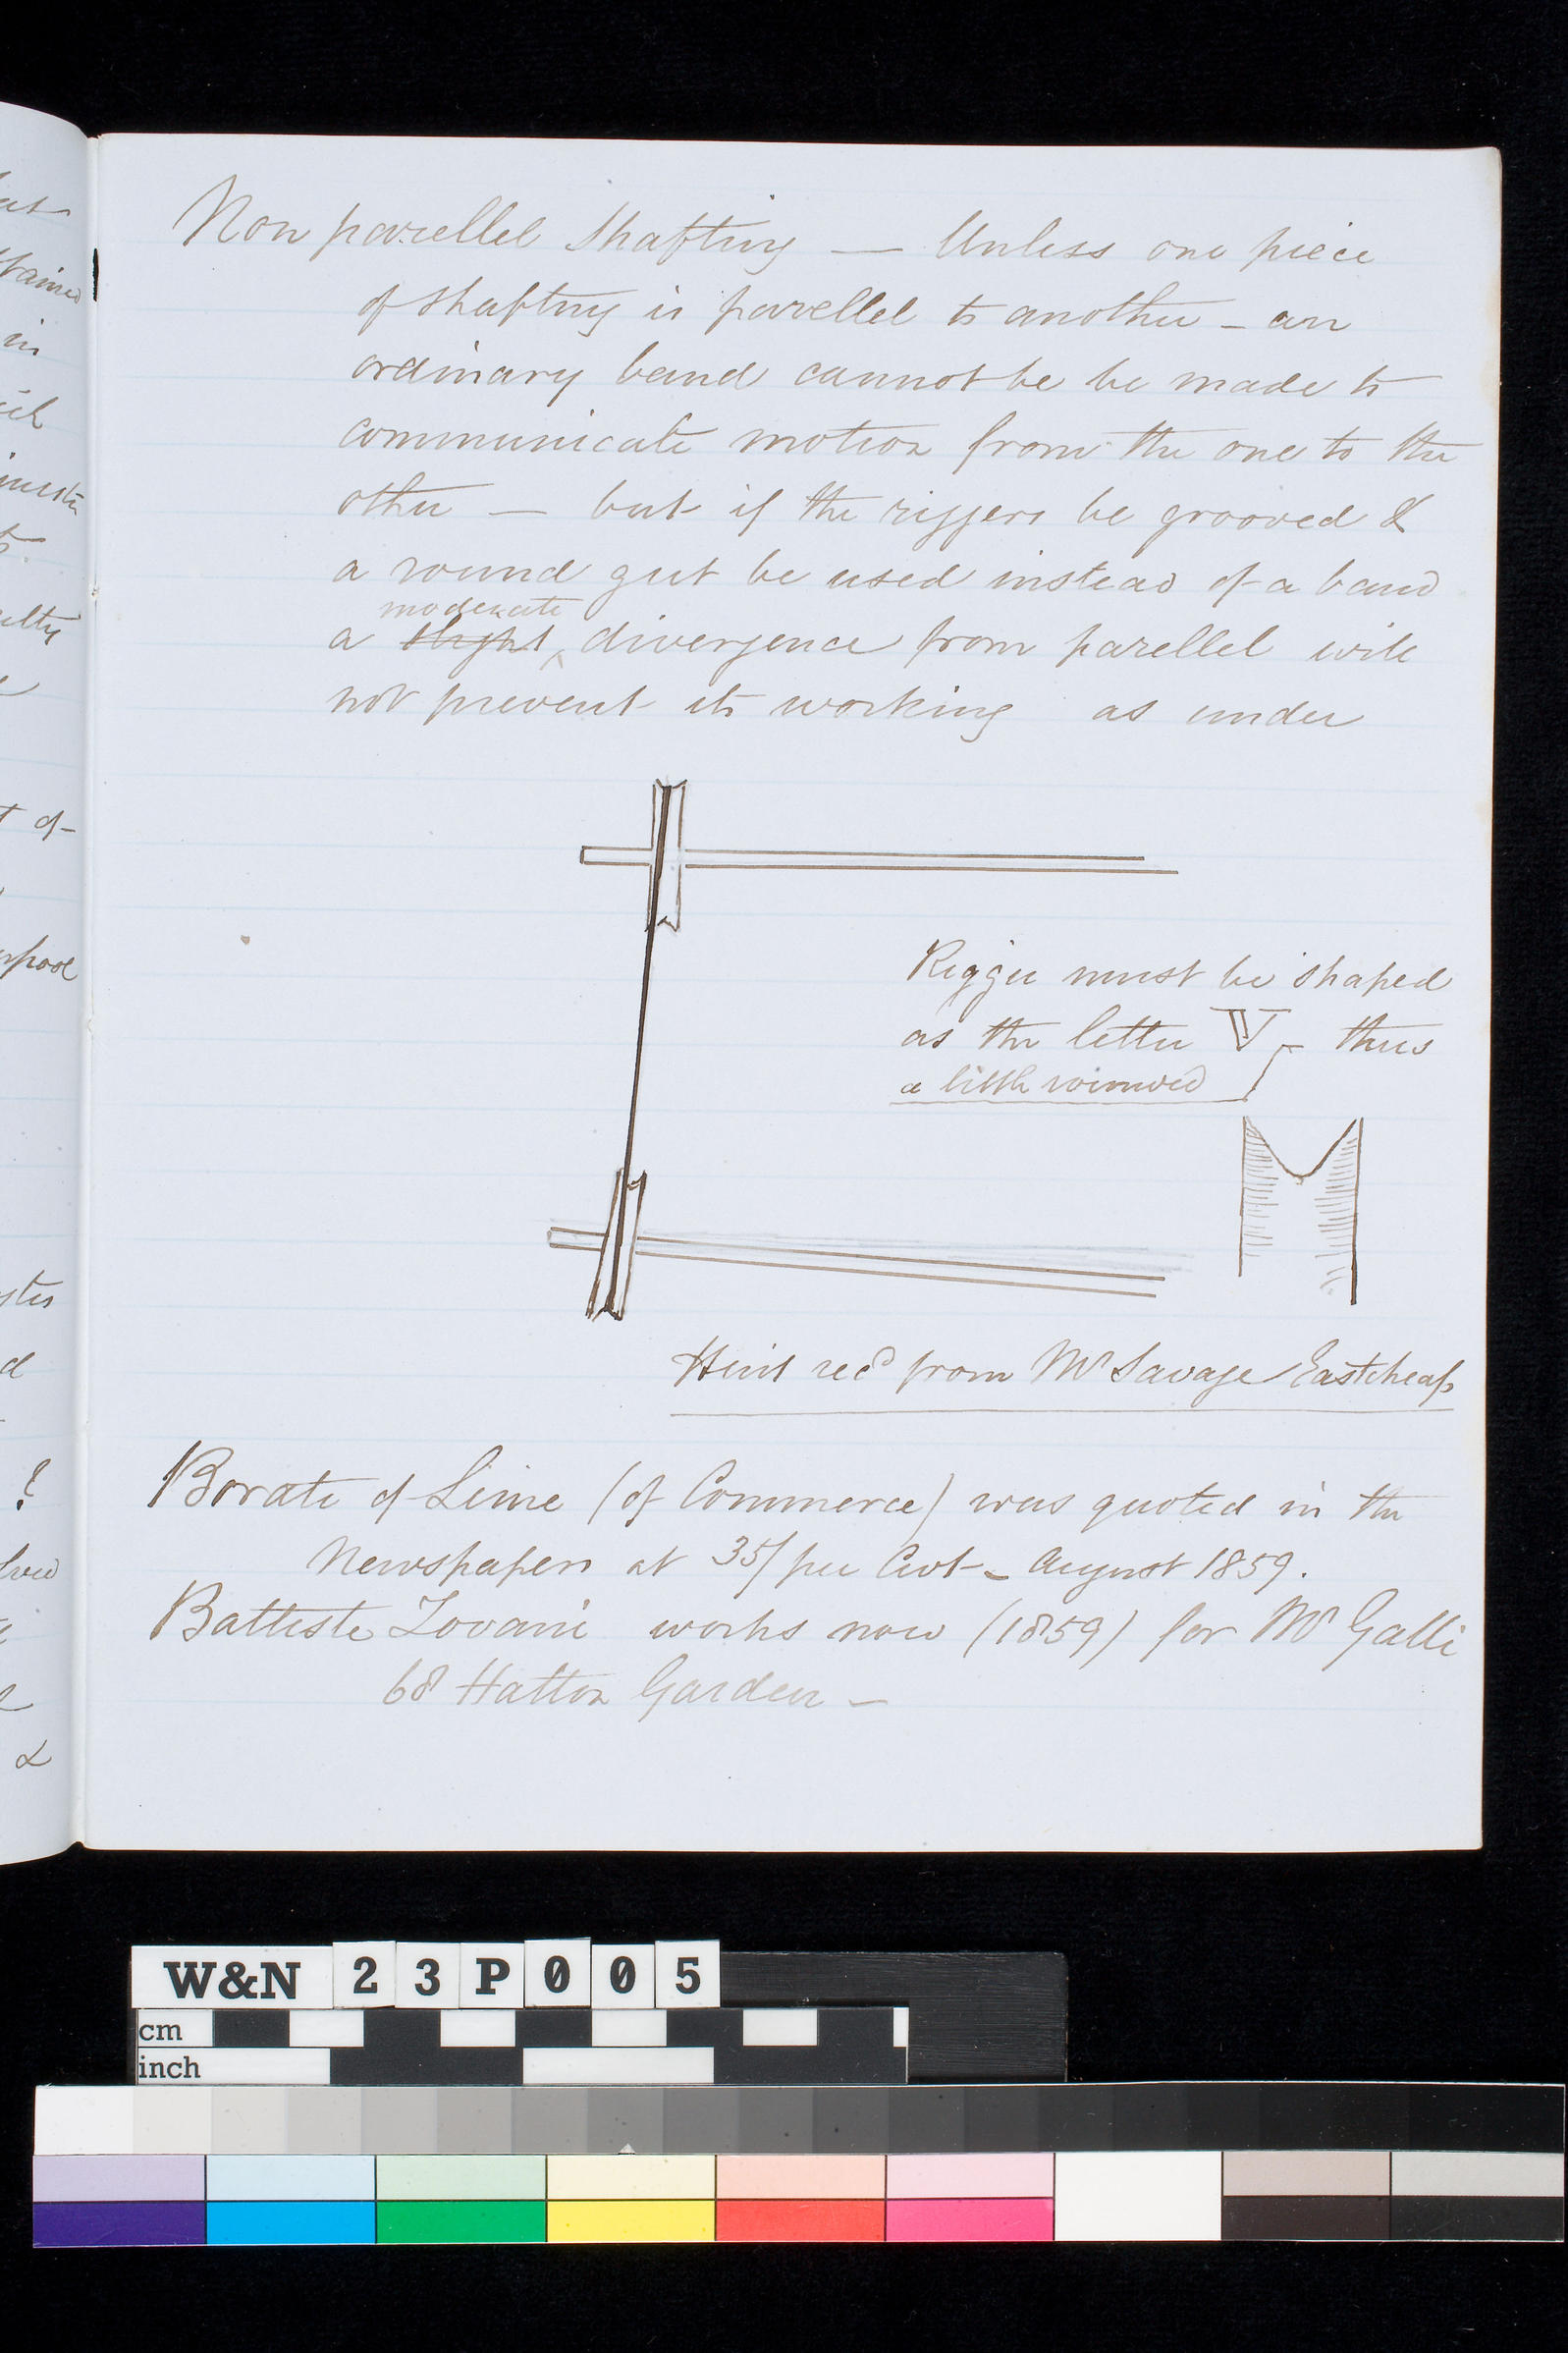 Non parellel Shafting — Unless one piece
of shafting is parellel to another – an
ordinary band cannot be be made to
communicate motion from the one to the
other — but if the riggers be grooved &
a round gut be used instead of a band
moderate
a slight divergence from parellel will
not prevent its working as under
Rigger must be shaped
as the letter V – thus
a little
Hint recd from Mr Savage Eastcheap
Borate of Lime (of Commerce) was quoted in the
Newspapers at 35/ per Cwt – August 1859.
Battiste works now (1859) for Mr Galli
68 Hatton Garden –
W&N 23P005
cm
inch